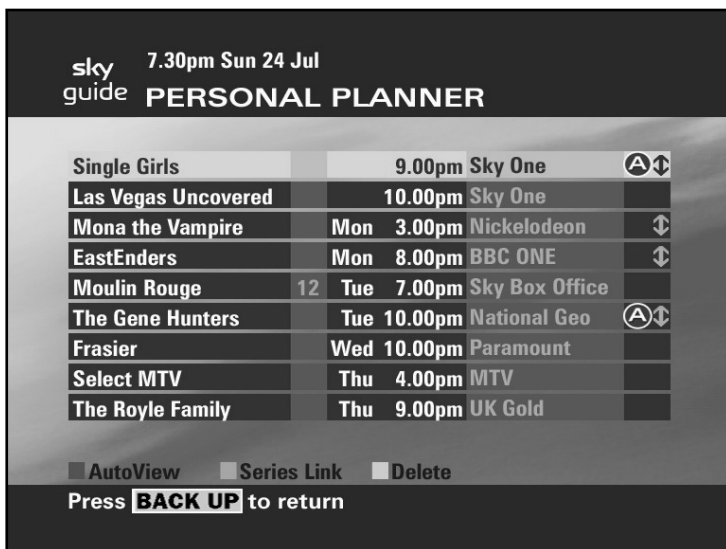 sky 7.30pm Sun 24 Jul
guide PERSONAL PLANNER
Single Girls 9.00pm Sky One A
Las Vegas Uncovered 10.00pm Sky One
Mona the Vampire Mon 3.00pm Nickelodeon
EastEnders Mon 8.00pm BBC ONE
Moulin Rouge 12 Tue 7.00pm Sky Box Office
The Gene Hunters Tue 10.00pm National Geo A
Frasier Wed 10.00pm Paramount
Select MTV Thu 4.00pm MTV
The Royle Family Thu 9.00pm UK Gold
AutoView Series Link Delete
Press BACK UP to return